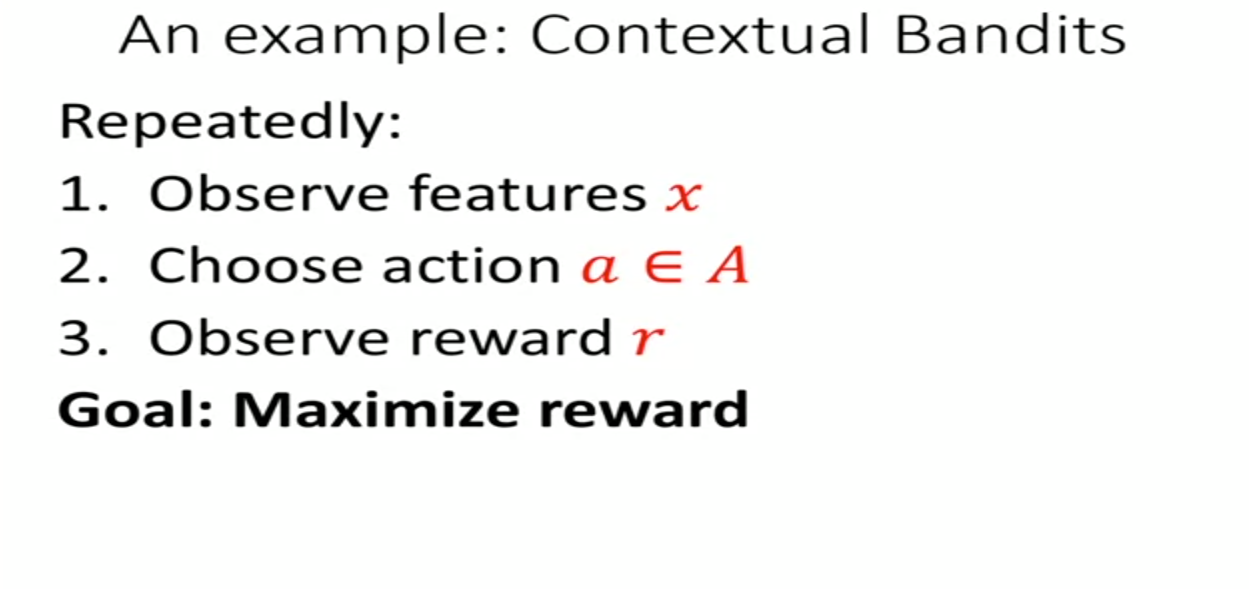 An example: Contextual Bandits
Repeatedly:
1. Observe features x
2. Choose action a ∈ A
3. Observe reward r
Goal: Maximize reward